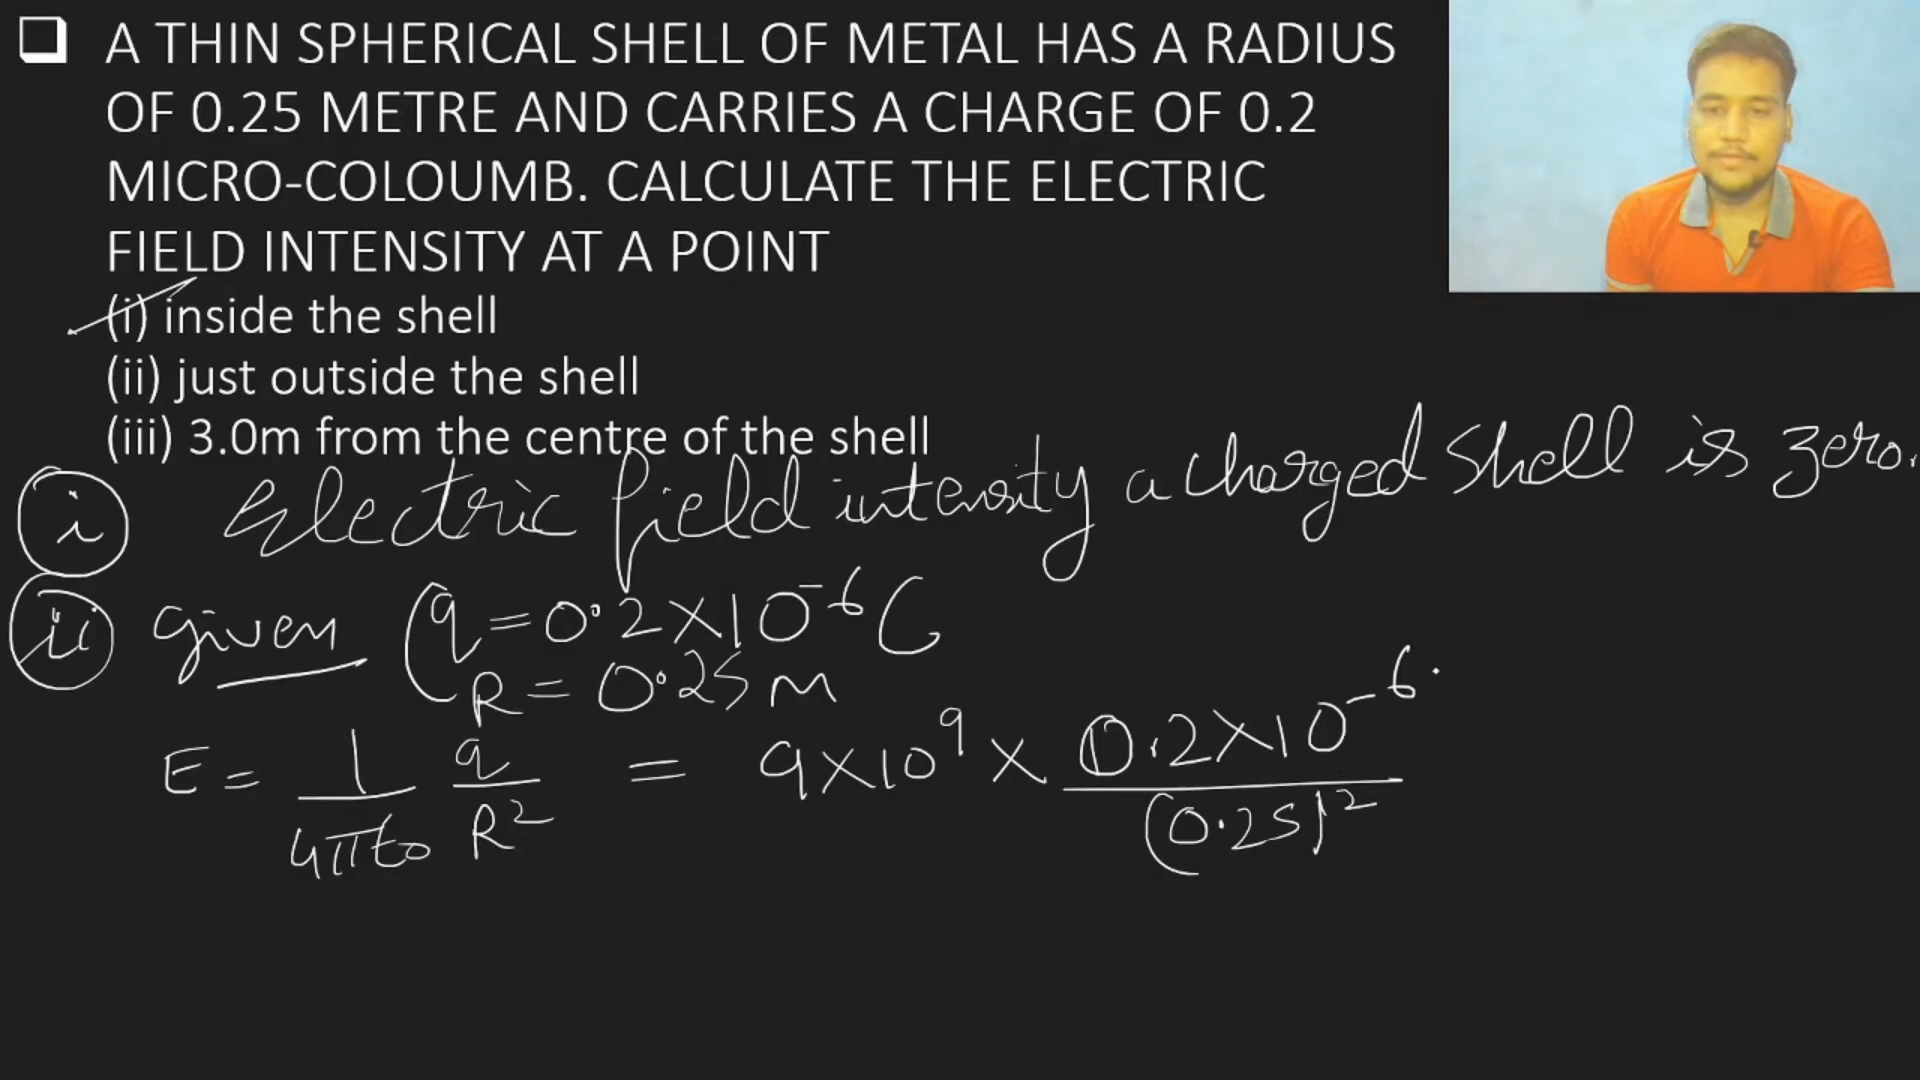 ❑ A THIN SPHERICAL SHELL OF METAL HAS A RADIUS
OF 0.25 METRE AND CARRIES A CHARGE OF 0.2
MICRO-COLOUMB. CALCULATE THE ELECTRIC
FIELD INTENSITY AT A POINT
(i) inside the shell
(ii) just outside the shell
(iii) 3.0m from the centre of the shell
i Electric field intensity a charged shell is zero.
ii given q = 0.2 × 10⁻⁶ C
R = 0.25 M
E = 1/4πε₀ q/R² = 9×10⁹ × 0.2×10⁻⁶/(0.25)²